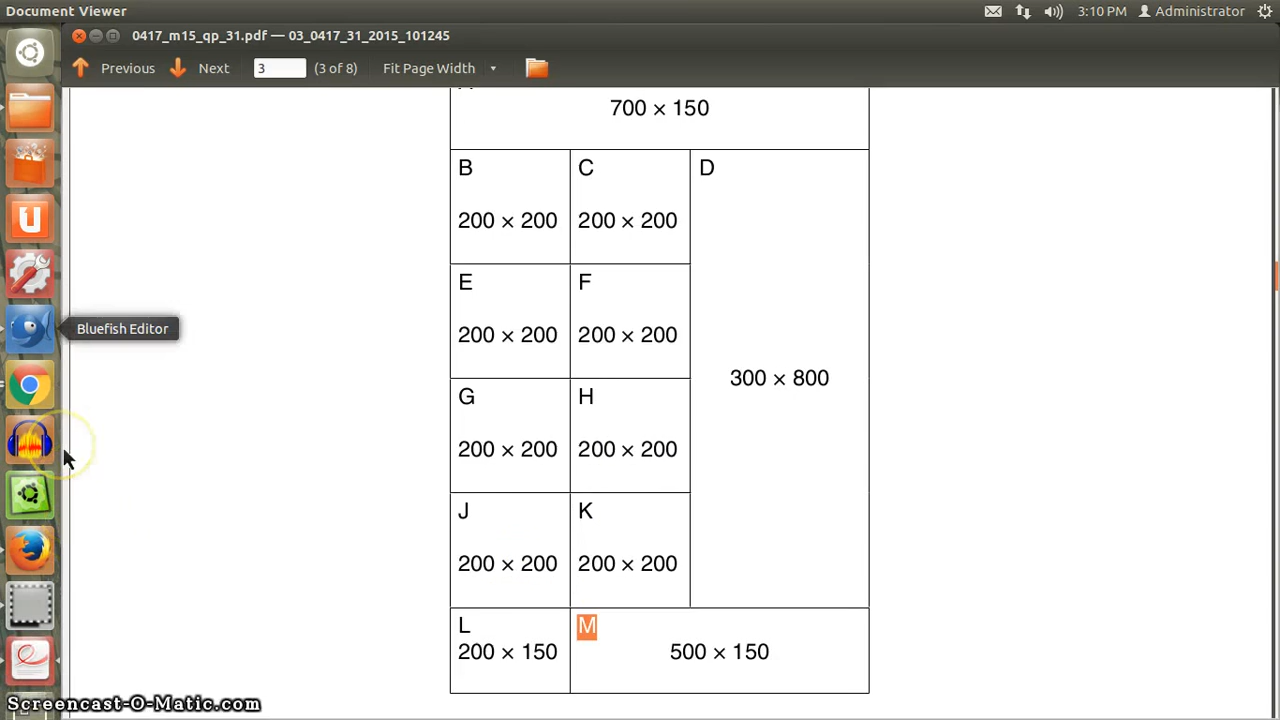 Document Viewer
3:10 PM Administrator
0417_m15_qp_31.pdf — 03_0417_31_2015_101245
Previous Next 3 (3 of 8) Fit Page Width
700 × 150
B C D
200 × 200 200 × 200
E F
200 × 200 200 × 200
300 × 800
G H
200 × 200 200 × 200
J K
200 × 200 200 × 200
L M
200 × 150 500 × 150
Bluefish Editor
Screencast-O-Matic.com